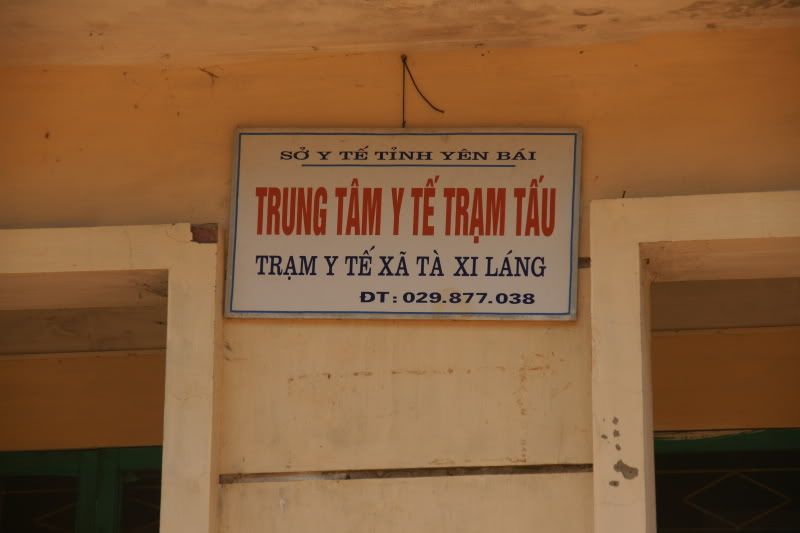 SỞ Y TẾ TỈNH YÊN BÁI
TRUNG TÂM Y TẾ TRẠM TẤU
TRẠM Y TẾ XÃ TÀ XI LÁNG
ĐT: 029.877.038